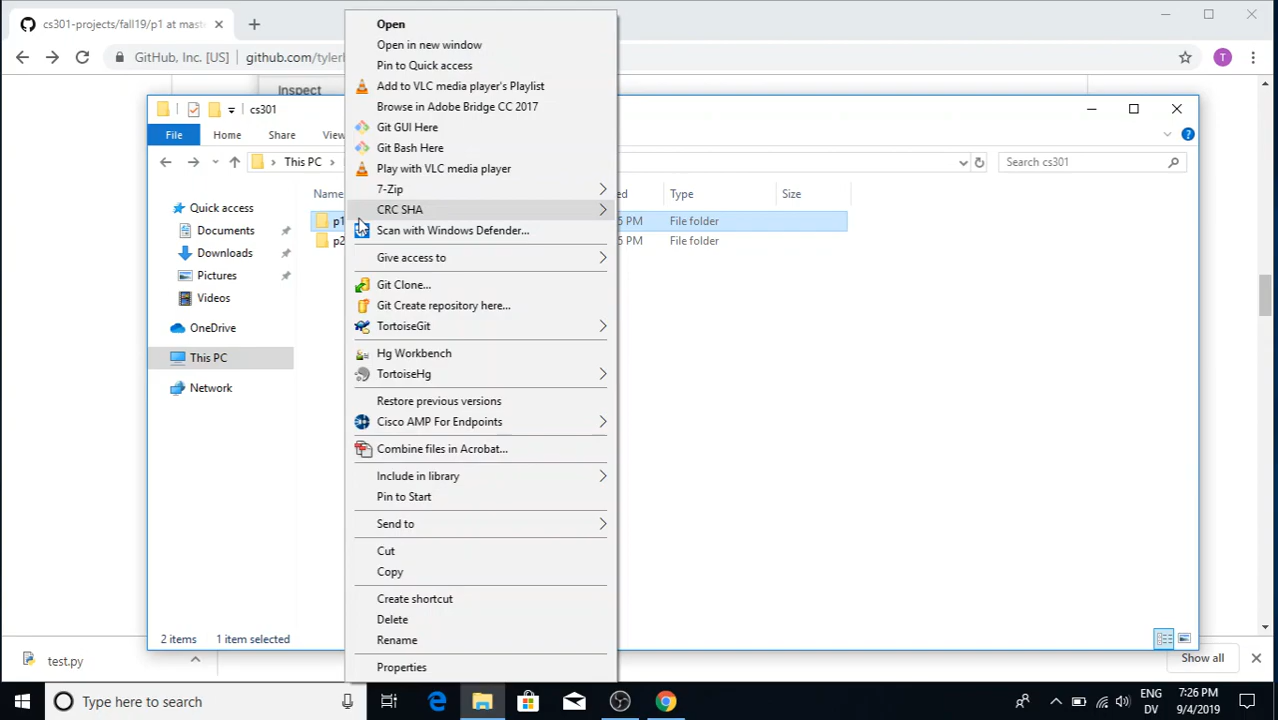 cs301-projects/fall19/p1 at mast
GitHub, Inc. [US]
github.com/tyler
Inspect
cs301
File
Home
Share
View
This PC
Search cs301
Name
Type
Size
Quick access
Documents
Downloads
Pictures
Videos
OneDrive
This PC
Network
p1
File folder
p2
File folder
Open
Open in new window
Pin to Quick access
Add to VLC media player's Playlist
Browse in Adobe Bridge CC 2017
Git GUI Here
Git Bash Here
Play with VLC media player
7-Zip
CRC SHA
Scan with Windows Defender...
Give access to
Git Clone...
Git Create repository here...
TortoiseGit
Hg Workbench
TortoiseHg
Restore previous versions
Cisco AMP For Endpoints
Combine files in Acrobat...
Include in library
Pin to Start
Send to
Cut
Copy
Create shortcut
Delete
Rename
Properties
2 items
1 item selected
test.py
Show all
Type here to search
ENG
DV
7:26 PM
9/4/2019
T